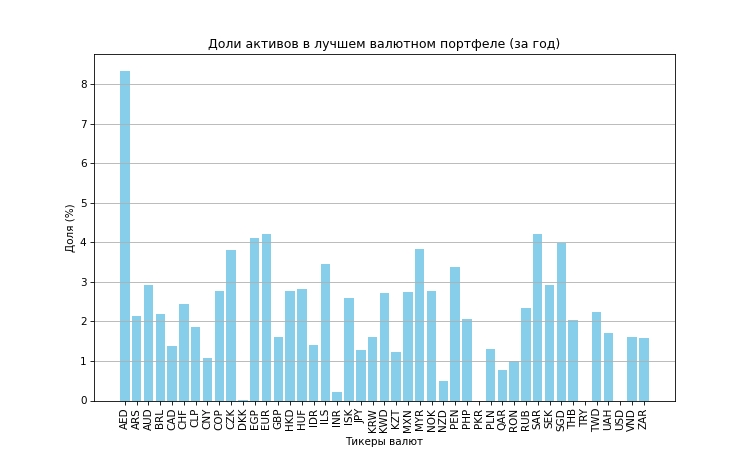 Доли активов в лучшем валютном портфеле (за год)
Доля (%)
8
7
6
5
4
3
2
1
0
AED ARS AUD BRL CAD CHF CLP CNY COP CZK DKK EGP EUR GBP HKD HUF IDR ILS INR ISK JPY KRW KWD KZT MXN MYR NOK NZD PEN PHP PKR PLN QAR RON RUB SAR SEK SGD THB TRY TWD UAH USD VND ZAR
Тикеры валют